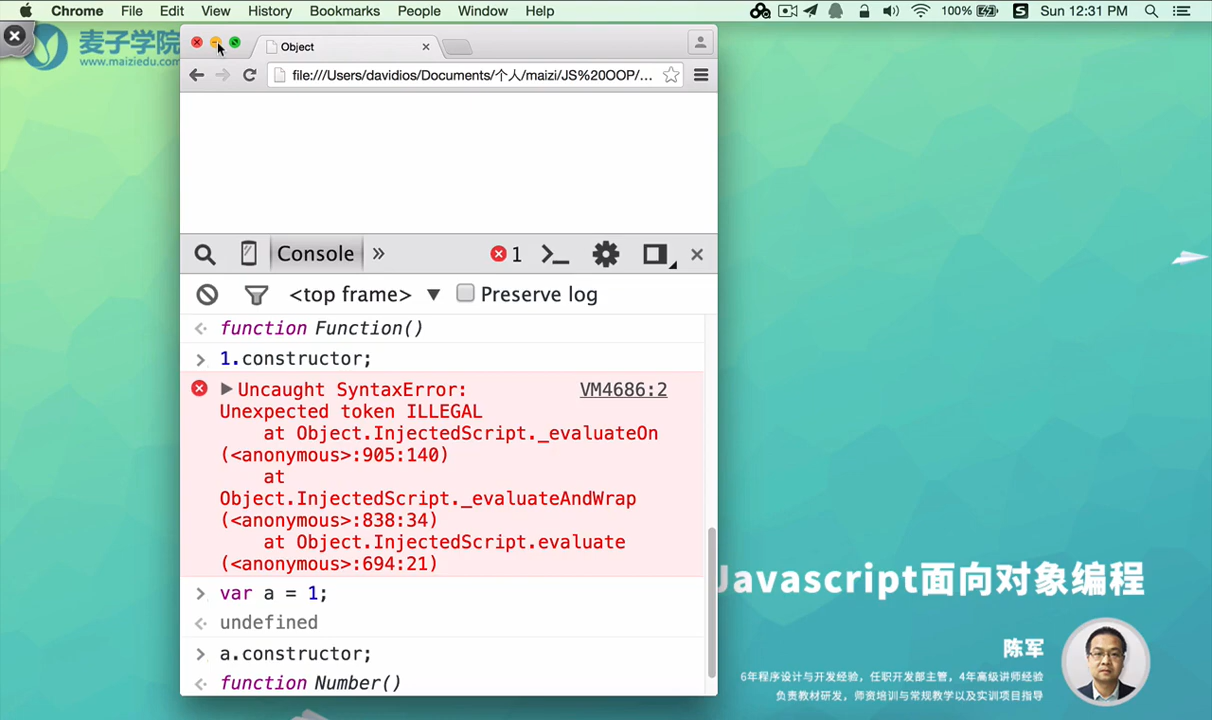 Chrome File Edit View History Bookmarks People Window Help 100% Sun 12:31 PM
麦子学院
www.maiziedu.com
Object
file:///Users/davidios/Documents/个人/maizi/JS%20OOP/...
Console » 1
<top frame> ▼ Preserve log
function Function()
1.constructor;
Uncaught SyntaxError: VM4686:2
Unexpected token ILLEGAL
at Object.InjectedScript._evaluateOn
(<anonymous>:905:140)
at
Object.InjectedScript._evaluateAndWrap
(<anonymous>:838:34)
at Object.InjectedScript.evaluate
(<anonymous>:694:21)
var a = 1;
undefined
a.constructor;
function Number()
Javascript面向对象编程
陈军
6年程序设计与开发经验，任职开发部主管，4年高级讲师经验
负责教材研发，师资培训与常规教学以及实训项目指导